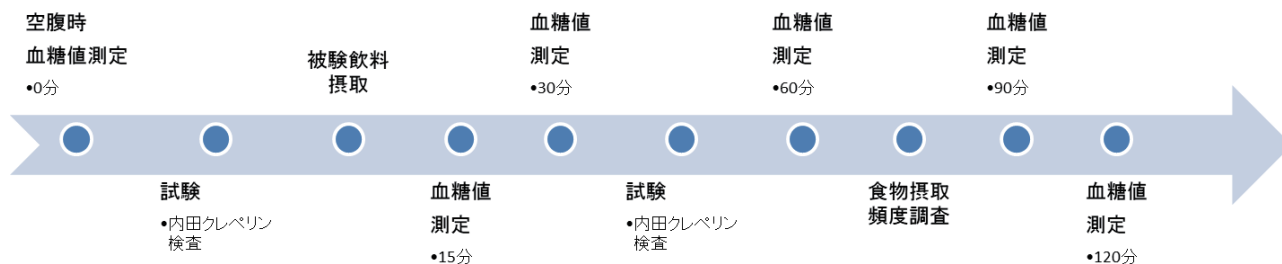 空腹時
血糖値測定
•0分
試験
•内田クレペリン
検査
被験飲料
摂取
血糖値
測定
•15分
血糖値
測定
•30分
試験
•内田クレペリン
検査
血糖値
測定
•60分
食物摂取
頻度調査
血糖値
測定
•90分
血糖値
測定
•120分